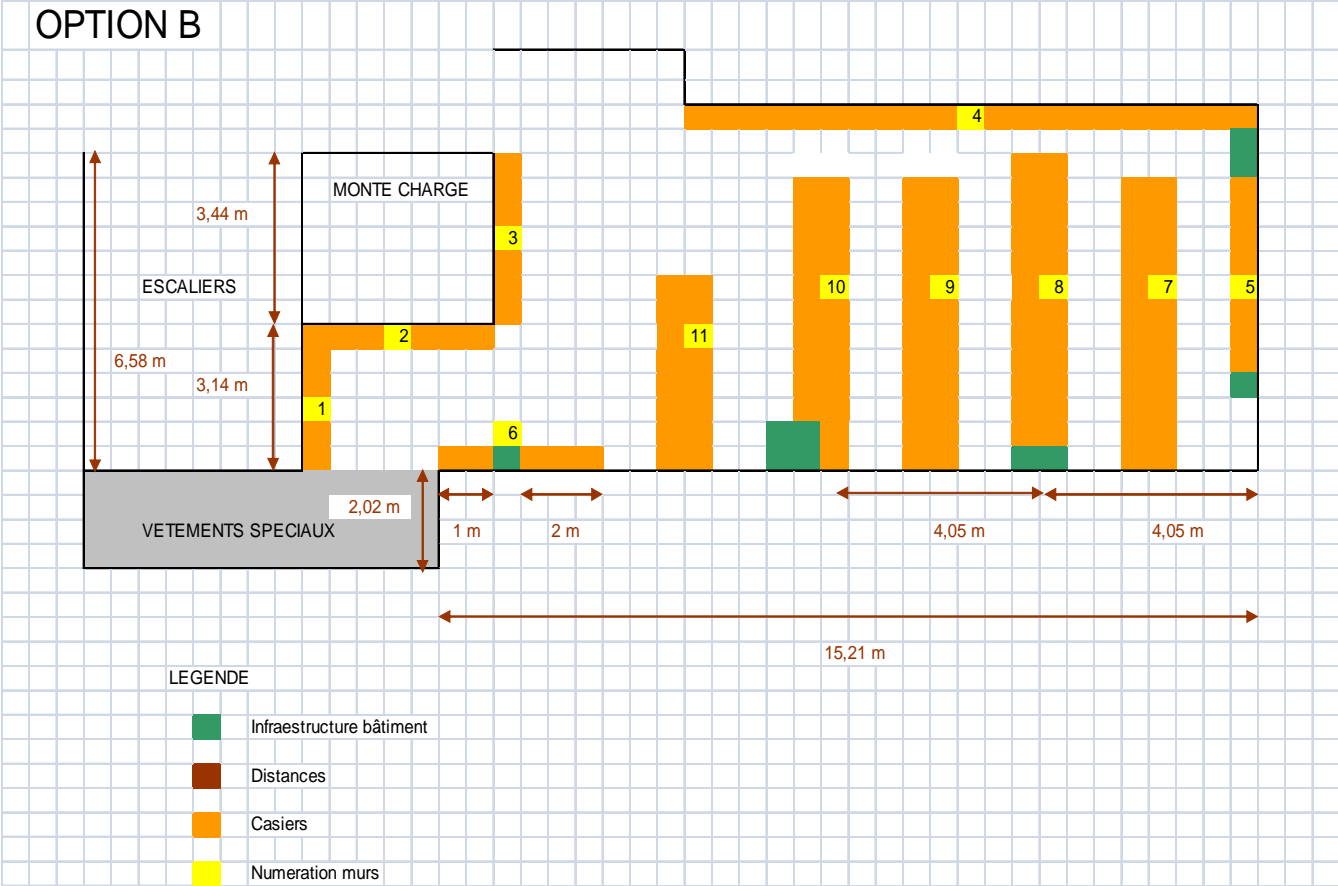 OPTION B
4
MONTE CHARGE
3,44 m
3
ESCALIERS
10
9
8
7
5
2
11
6,58 m
3,14 m
1
6
2,02 m
VETEMENTS SPECIAUX
1 m
2 m
4,05 m
4,05 m
15,21 m
LEGENDE
Infraestructure bâtiment
Distances
Casiers
Numeration murs